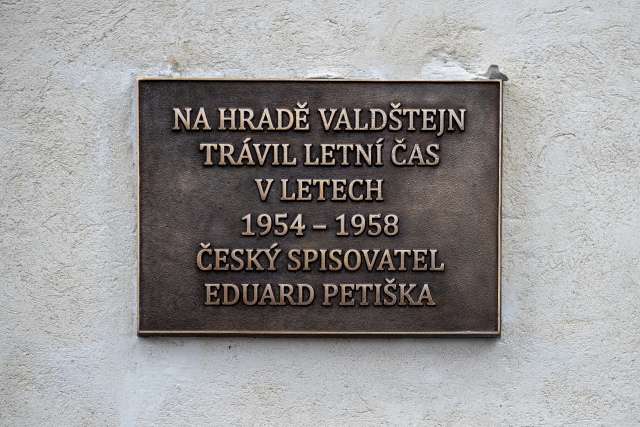 NA HRADĚ VALDŠTEJN
TRÁVIL LETNÍ ČAS
V LETECH
1954 – 1958
ČESKÝ SPISOVATEL
EDUARD PETIŠKA